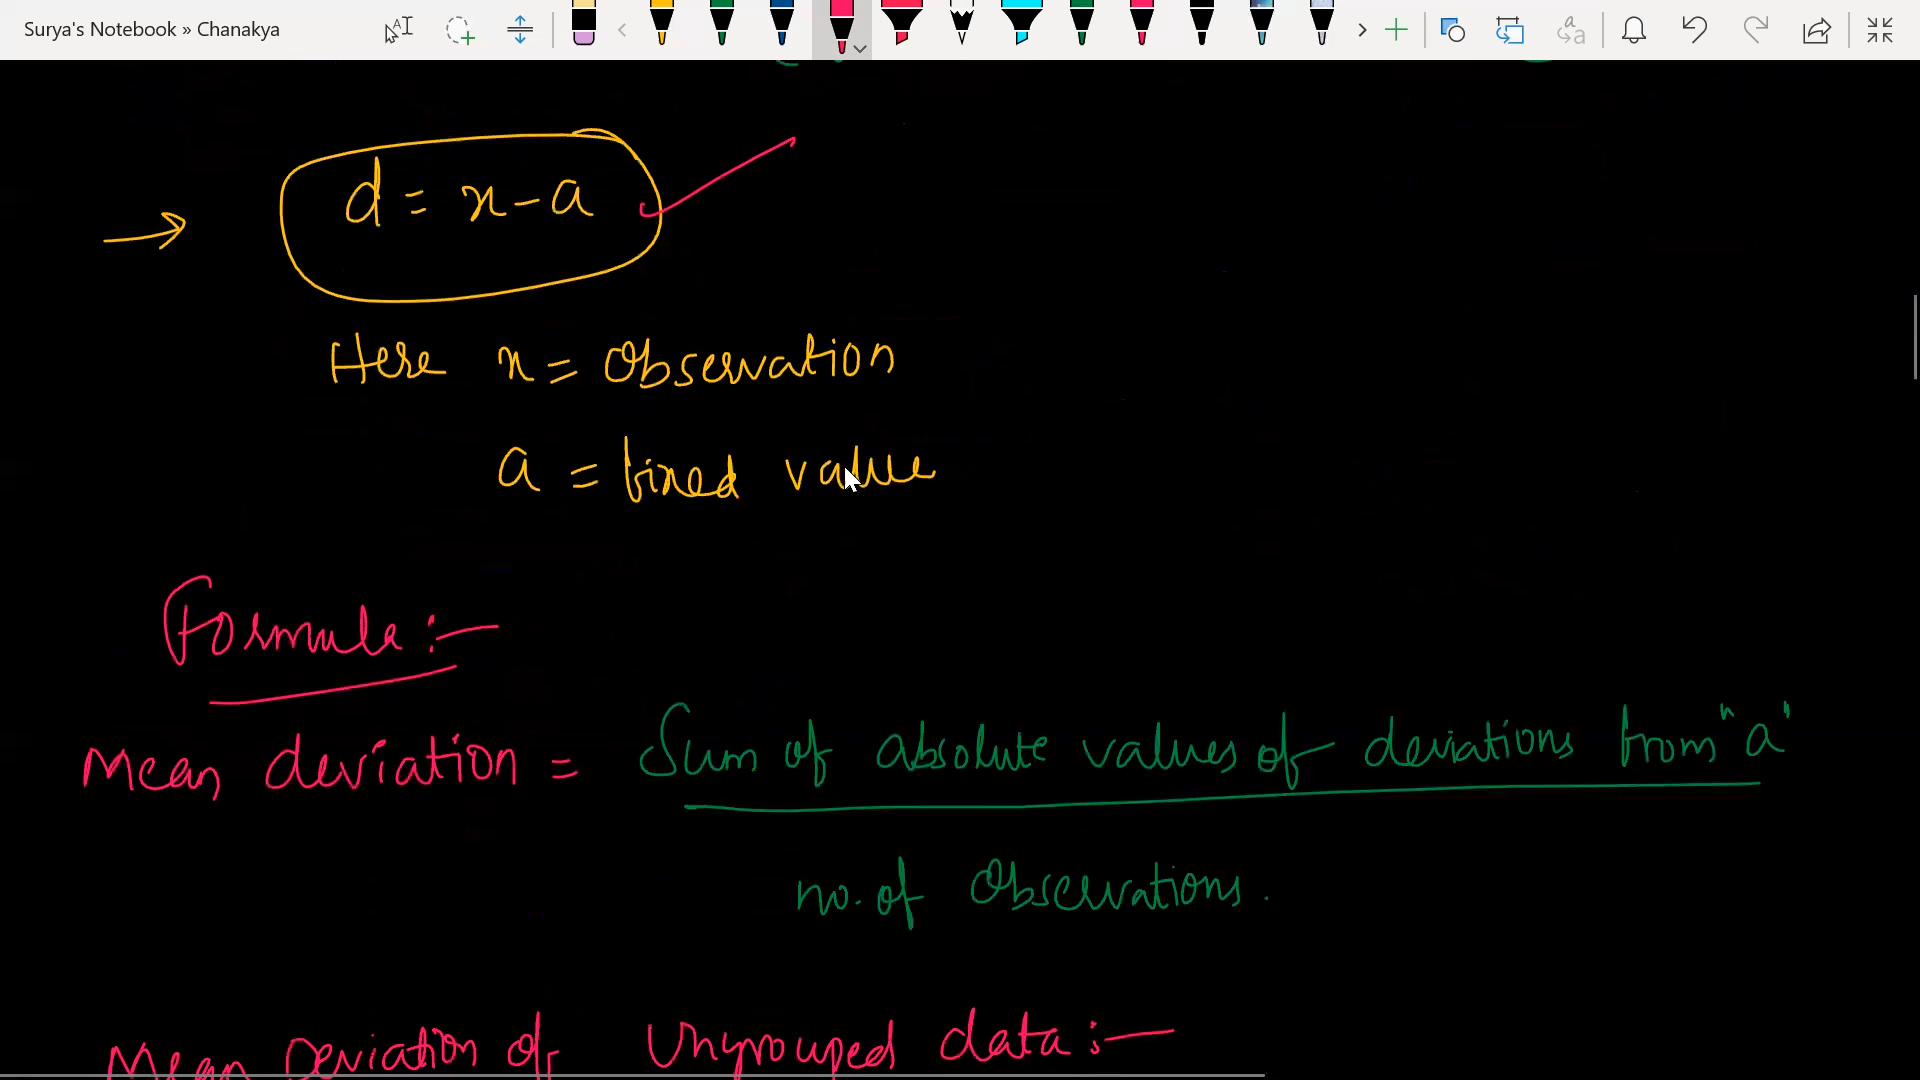 Surya's Notebook » Chanakya
d = x - a
Here x = Observation
a = fixed value
Formula :-
Mean deviation = Sum of absolute values of deviations from "a"
no. of Observations.
Mean Deviation of Ungrouped data :-